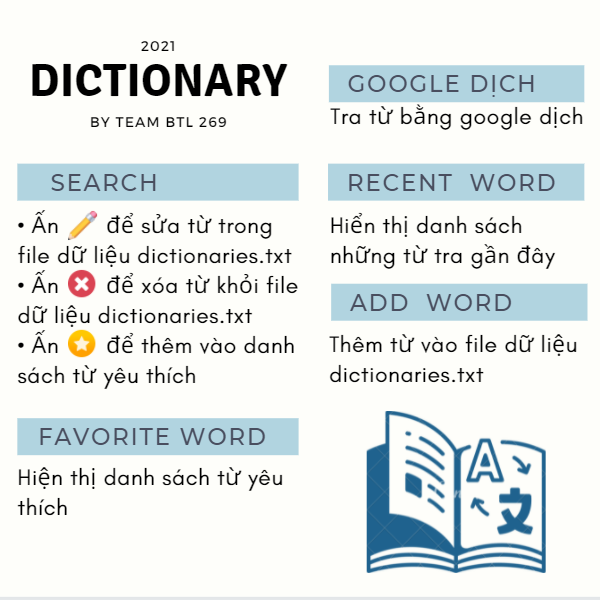 2021
DICTIONARY
BY TEAM BTL 269
SEARCH
• Ấn ✏️ để sửa từ trong
file dữ liệu dictionaries.txt
• Ấn ❌ để xóa từ khỏi file
dữ liệu dictionaries.txt
• Ấn ⭐ để thêm vào danh
sách từ yêu thích
FAVORITE WORD
Hiện thị danh sách từ yêu
thích
GOOGLE DỊCH
Tra từ bằng google dịch
RECENT WORD
Hiển thị danh sách
những từ tra gần đây
ADD WORD
Thêm từ vào file dữ liệu
dictionaries.txt
A
文